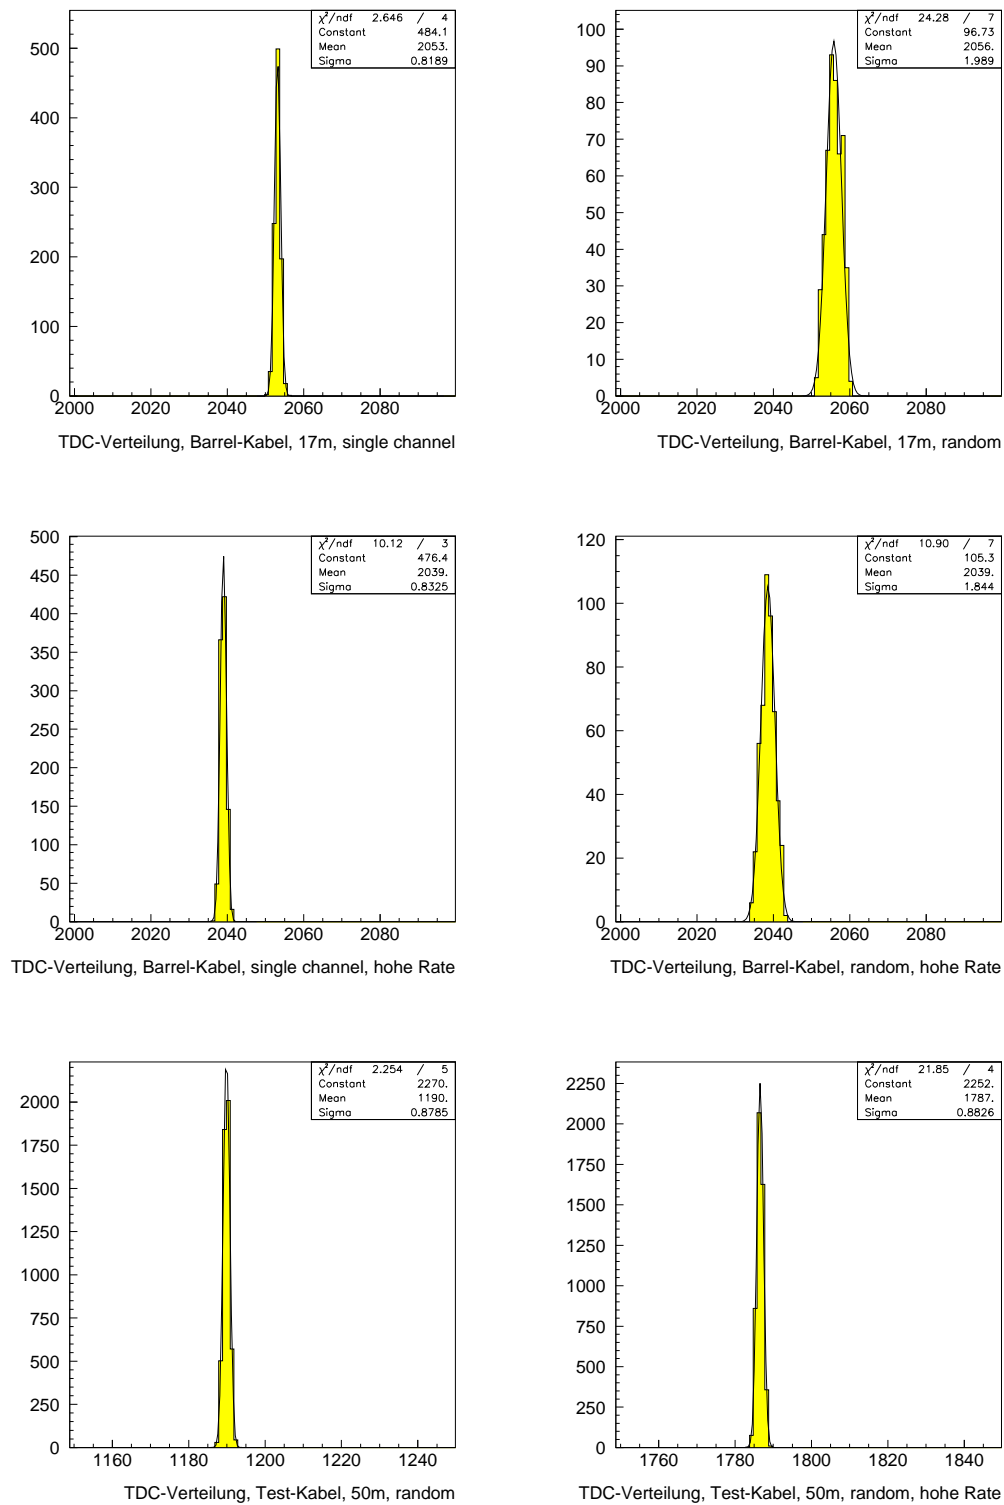 χ²/ndf 2.646 / 4
Constant 484.1
Mean 2053.
Sigma 0.8189
500
400
300
200
100
0
2000 2020 2040 2060 2080
TDC-Verteilung, Barrel-Kabel, 17m, single channel
χ²/ndf 24.28 / 7
Constant 96.73
Mean 2056.
Sigma 1.989
100
90
80
70
60
50
40
30
20
10
0
2000 2020 2040 2060 2080
TDC-Verteilung, Barrel-Kabel, 17m, random
χ²/ndf 10.12 / 3
Constant 476.4
Mean 2039.
Sigma 0.8325
500
450
400
350
300
250
200
150
100
50
0
2000 2020 2040 2060 2080
TDC-Verteilung, Barrel-Kabel, single channel, hohe Rate
χ²/ndf 10.90 / 7
Constant 105.3
Mean 2039.
Sigma 1.844
120
100
80
60
40
20
0
2000 2020 2040 2060 2080
TDC-Verteilung, Barrel-Kabel, random, hohe Rate
χ²/ndf 2.254 / 5
Constant 2270.
Mean 1190.
Sigma 0.8785
2000
1750
1500
1250
1000
750
500
250
0
1160 1180 1200 1220 1240
TDC-Verteilung, Test-Kabel, 50m, random
χ²/ndf 21.85 / 4
Constant 2252.
Mean 1787.
Sigma 0.8826
2250
2000
1750
1500
1250
1000
750
500
250
0
1760 1780 1800 1820 1840
TDC-Verteilung, Test-Kabel, 50m, random, hohe Rate